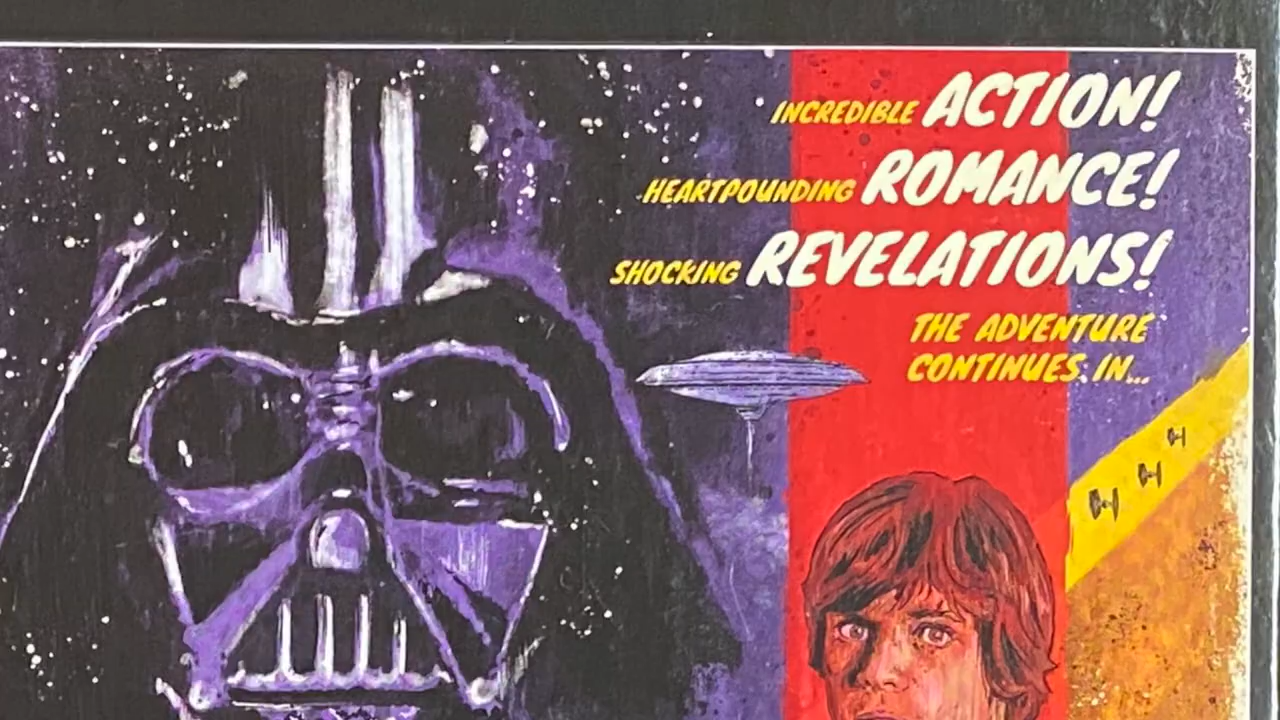 INCREDIBLE ACTION!
HEARTPOUNDING ROMANCE!
SHOCKING REVELATIONS!
THE ADVENTURE
CONTINUES IN...